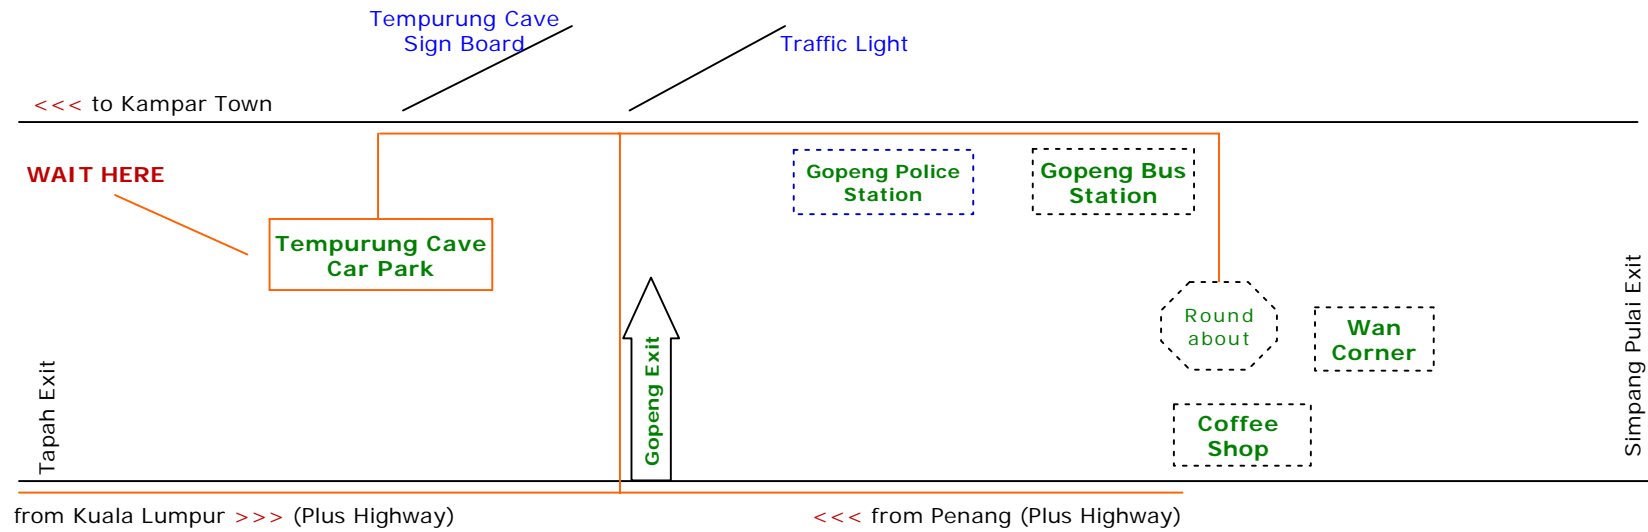 Tempurung Cave
Sign Board
Traffic Light
<<< to Kampar Town
WAIT HERE
Gopeng Police
Station
Gopeng Bus
Station
Tempurung Cave
Car Park
Round
about
Wan
Corner
Coffee
Shop
Gopeng Exit
Tapah Exit
Simpang Pulai Exit
from Kuala Lumpur >>> (Plus Highway)
<<< from Penang (Plus Highway)